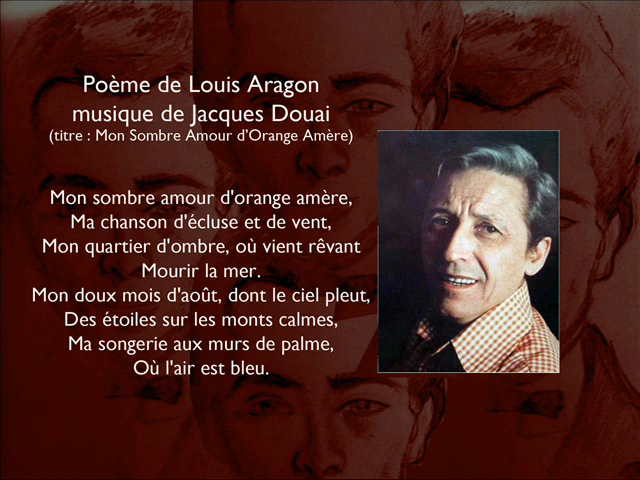 Poème de Louis Aragon
musique de Jacques Douai
(titre : Mon Sombre Amour d'Orange Amère)
Mon sombre amour d'orange amère,
Ma chanson d'écluse et de vent,
Mon quartier d'ombre, où vient rêvant
Mourir la mer.
Mon doux mois d'août, dont le ciel pleut,
Des étoiles sur les monts calmes,
Ma songerie aux murs de palme,
Où l'air est bleu.